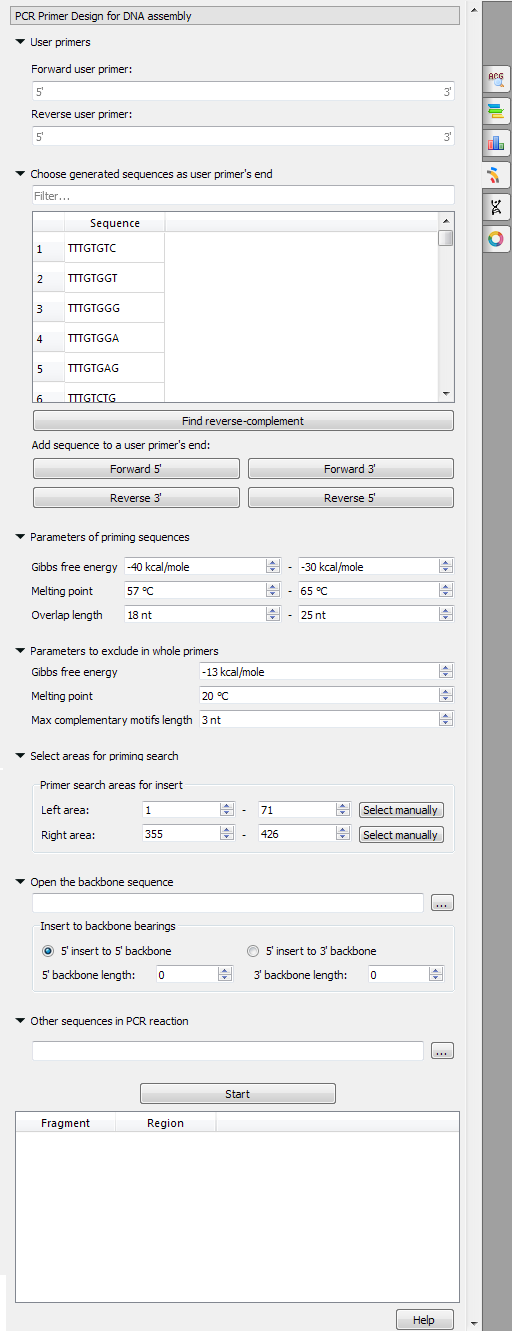 PCR Primer Design for DNA assembly
User primers
Forward user primer:
5' 3'
Reverse user primer:
5' 3'
Choose generated sequences as user primer's end
Filter...
Sequence
1 TTTGTGTC
2 TTTGTGGT
3 TTTGTGGG
4 TTTGTGGA
5 TTTGTGAG
6 TTTGTCTG
Find reverse-complement
Add sequence to a user primer's end:
Forward 5' Forward 3'
Reverse 3' Reverse 5'
Parameters of priming sequences
Gibbs free energy -40 kcal/mole - -30 kcal/mole
Melting point 57 °C - 65 °C
Overlap length 18 nt - 25 nt
Parameters to exclude in whole primers
Gibbs free energy -13 kcal/mole
Melting point 20 °C
Max complementary motifs length 3 nt
Select areas for priming search
Primer search areas for insert
Left area: 1 - 71 Select manually
Right area: 355 - 426 Select manually
Open the backbone sequence
...
Insert to backbone bearings
5' insert to 5' backbone 5' insert to 3' backbone
5' backbone length: 0 3' backbone length: 0
Other sequences in PCR reaction
...
Start
Fragment Region
Help
ACG